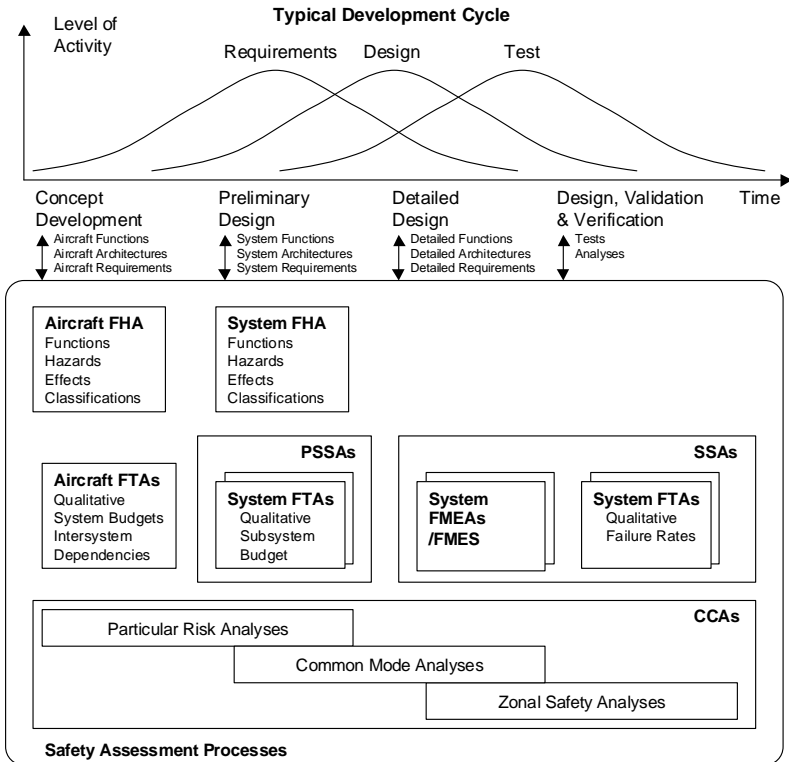 Typical Development Cycle
Level of
Activity
Requirements
Design
Test
Concept
Development
Aircraft Functions
Aircraft Architectures
Aircraft Requirements
Preliminary
Design
System Functions
System Architectures
System Requirements
Detailed
Design
Detailed Functions
Detailed Architectures
Detailed Requirements
Design, Validation
& Verification
Tests
Analyses
Time
Aircraft FHA
Functions
Hazards
Effects
Classifications
System FHA
Functions
Hazards
Effects
Classifications
Aircraft FTAs
Qualitative
System Budgets
Intersystem
Dependencies
PSSAs
System FTAs
Qualitative
Subsystem
Budget
SSAs
System
FMEAs
/FMES
System FTAs
Qualitative
Failure Rates
CCAs
Particular Risk Analyses
Common Mode Analyses
Zonal Safety Analyses
Safety Assessment Processes